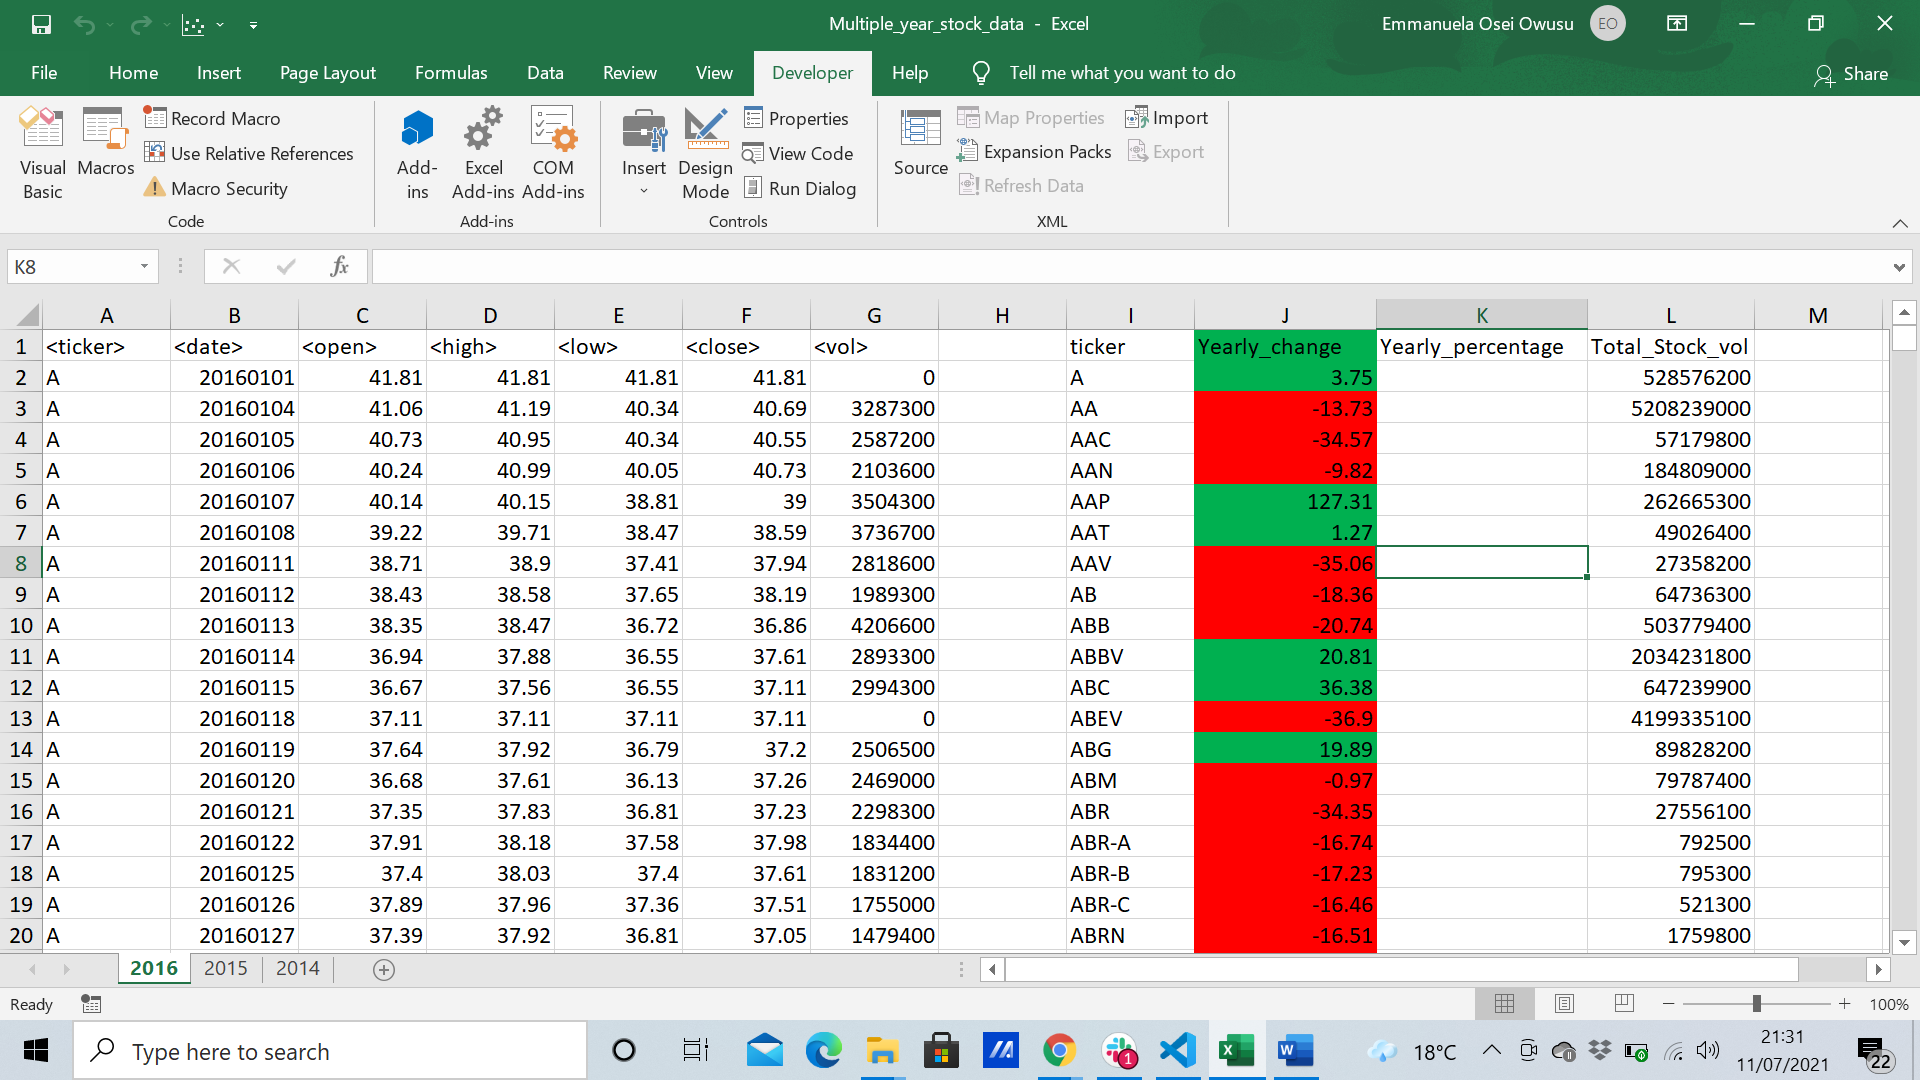 Multiple_year_stock_data - Excel
Emmanuela Osei Owusu EO
File Home Insert Page Layout Formulas Data Review View Developer Help Tell me what you want to do Share
Visual Basic
Macros
Record Macro
Use Relative References
Macro Security
Code
Add-ins
Excel Add-ins
COM Add-ins
Add-ins
Insert
Design Mode
Properties
View Code
Run Dialog
Controls
Source
Map Properties
Expansion Packs
Refresh Data
Import
Export
XML
K8 fx
A B C D E F G H I J K L M
1 <ticker> <date> <open> <high> <low> <close> <vol> ticker Yearly_change Yearly_percentage Total_Stock_vol
2 A 20160101 41.81 41.81 41.81 41.81 0 A 3.75 528576200
3 A 20160104 41.06 41.19 40.34 40.69 3287300 AA -13.73 5208239000
4 A 20160105 40.73 40.95 40.34 40.55 2587200 AAC -34.57 57179800
5 A 20160106 40.24 40.99 40.05 40.73 2103600 AAN -9.82 184809000
6 A 20160107 40.14 40.15 38.81 39 3504300 AAP 127.31 262665300
7 A 20160108 39.22 39.71 38.47 38.59 3736700 AAT 1.27 49026400
8 A 20160111 38.71 38.9 37.41 37.94 2818600 AAV -35.06 27358200
9 A 20160112 38.43 38.58 37.65 38.19 1989300 AB -18.36 64736300
10 A 20160113 38.35 38.47 36.72 36.86 4206600 ABB -20.74 503779400
11 A 20160114 36.94 37.88 36.55 37.61 2893300 ABBV 20.81 2034231800
12 A 20160115 36.67 37.56 36.55 37.11 2994300 ABC 36.38 647239900
13 A 20160118 37.11 37.11 37.11 37.11 0 ABEV -36.9 4199335100
14 A 20160119 37.64 37.92 36.79 37.2 2506500 ABG 19.89 89828200
15 A 20160120 36.68 37.61 36.13 37.26 2469000 ABM -0.97 79787400
16 A 20160121 37.35 37.83 36.81 37.23 2298300 ABR -34.35 27556100
17 A 20160122 37.91 38.18 37.58 37.98 1834400 ABR-A -16.74 792500
18 A 20160125 37.4 38.03 37.4 37.61 1831200 ABR-B -17.23 795300
19 A 20160126 37.89 37.96 37.36 37.51 1755000 ABR-C -16.46 521300
20 A 20160127 37.39 37.92 36.81 37.05 1479400 ABRN -16.51 1759800
2016 2015 2014
Ready 100%
Type here to search
1
18°C
21:31
11/07/2021
22